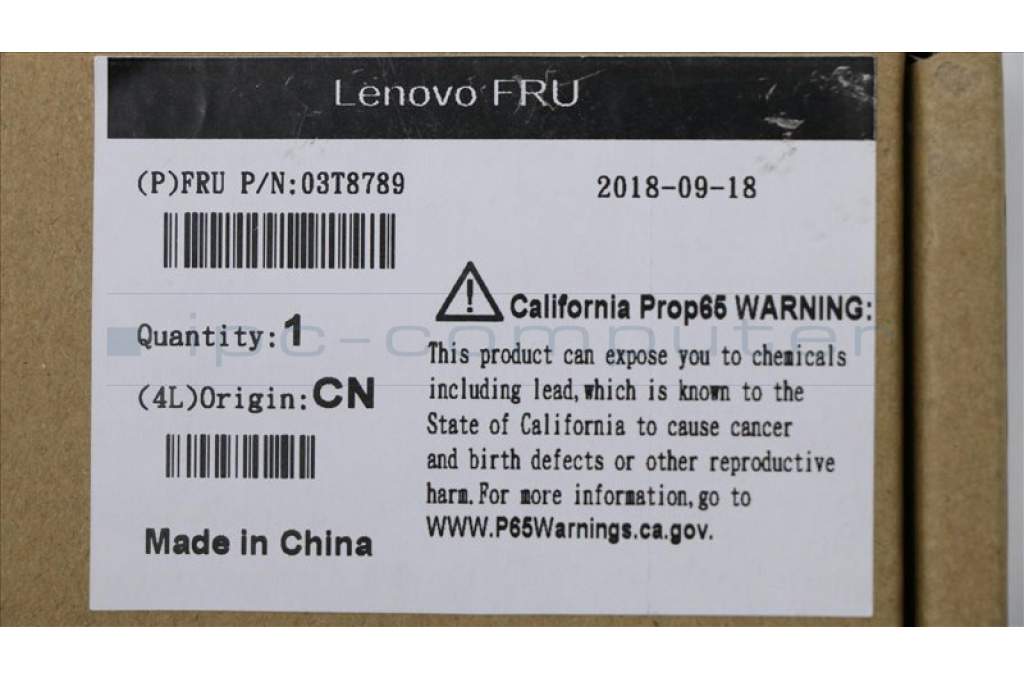 Lenovo FRU
(P)FRU P/N:03T8789
2018-09-18
Quantity:1
(4L)Origin:CN
Made in China
California Prop65 WARNING:
This product can expose you to chemicals
including lead,which is known to the
State of California to cause cancer
and birth defects or other reproductive
harm.For more information,go to
WWW.P65Warnings.ca.gov.
ipc-computer